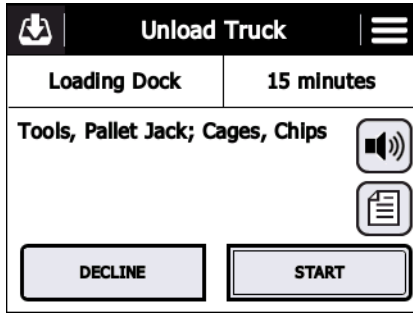 Unload Truck
Loading Dock
15 minutes
Tools, Pallet Jack; Cages, Chips
DECLINE
START